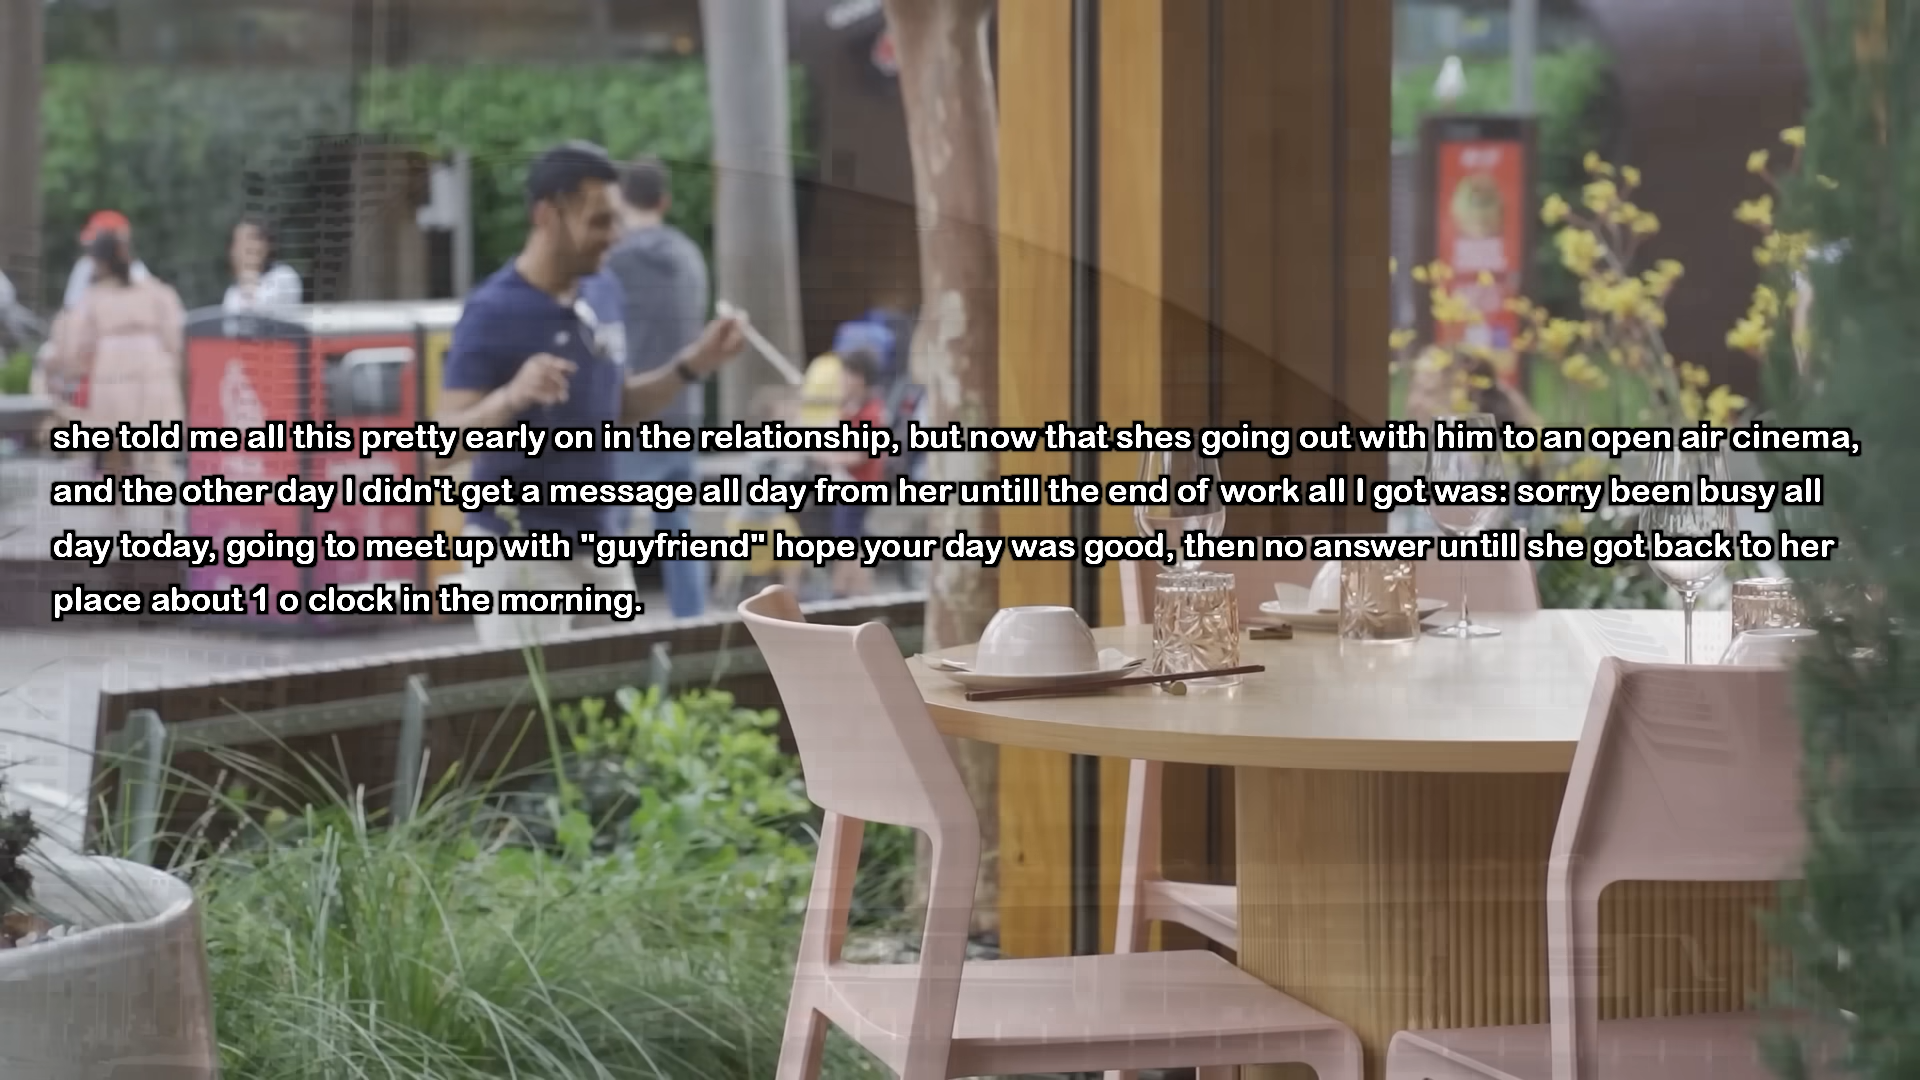 she told me all this pretty early on in the relationship, but now that shes going out with him to an open air cinema,
and the other day I didn't get a message all day from her untill the end of work all I got was: sorry been busy all
day today, going to meet up with "guyfriend" hope your day was good, then no answer untill she got back to her
place about 1 o clock in the morning.